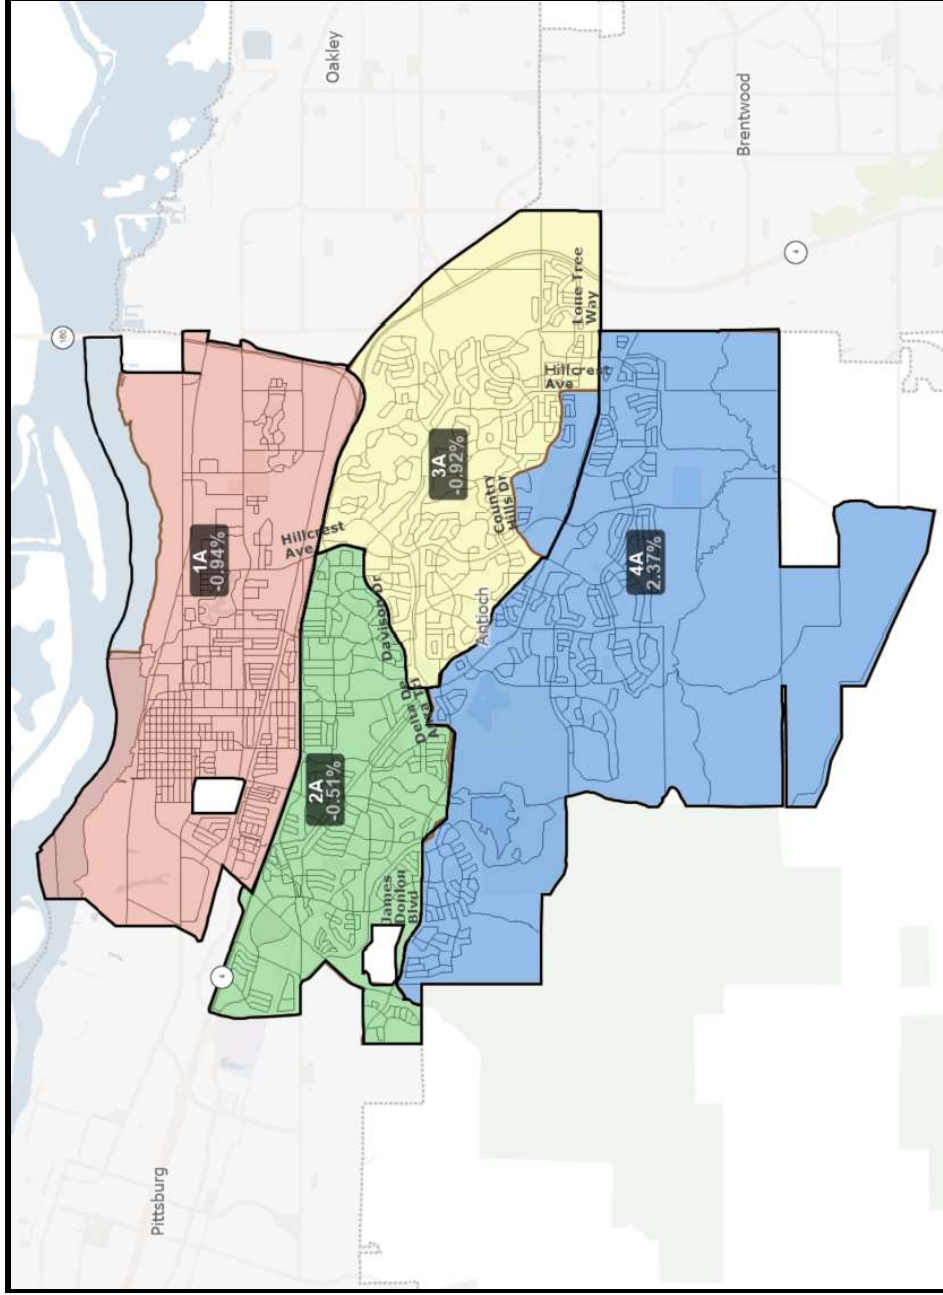 Pittsburg
Oakley
Brentwood
160
4
4
1A
-0.94%
2A
-0.51%
3A
-0.92%
4A
2.37%
Hillcrest
Ave
Davison Dr
Country
Hills Dr
Hillcrest
Ave
Lone Tree
Way
Antioch
James
Donlon
Blvd
Delta De